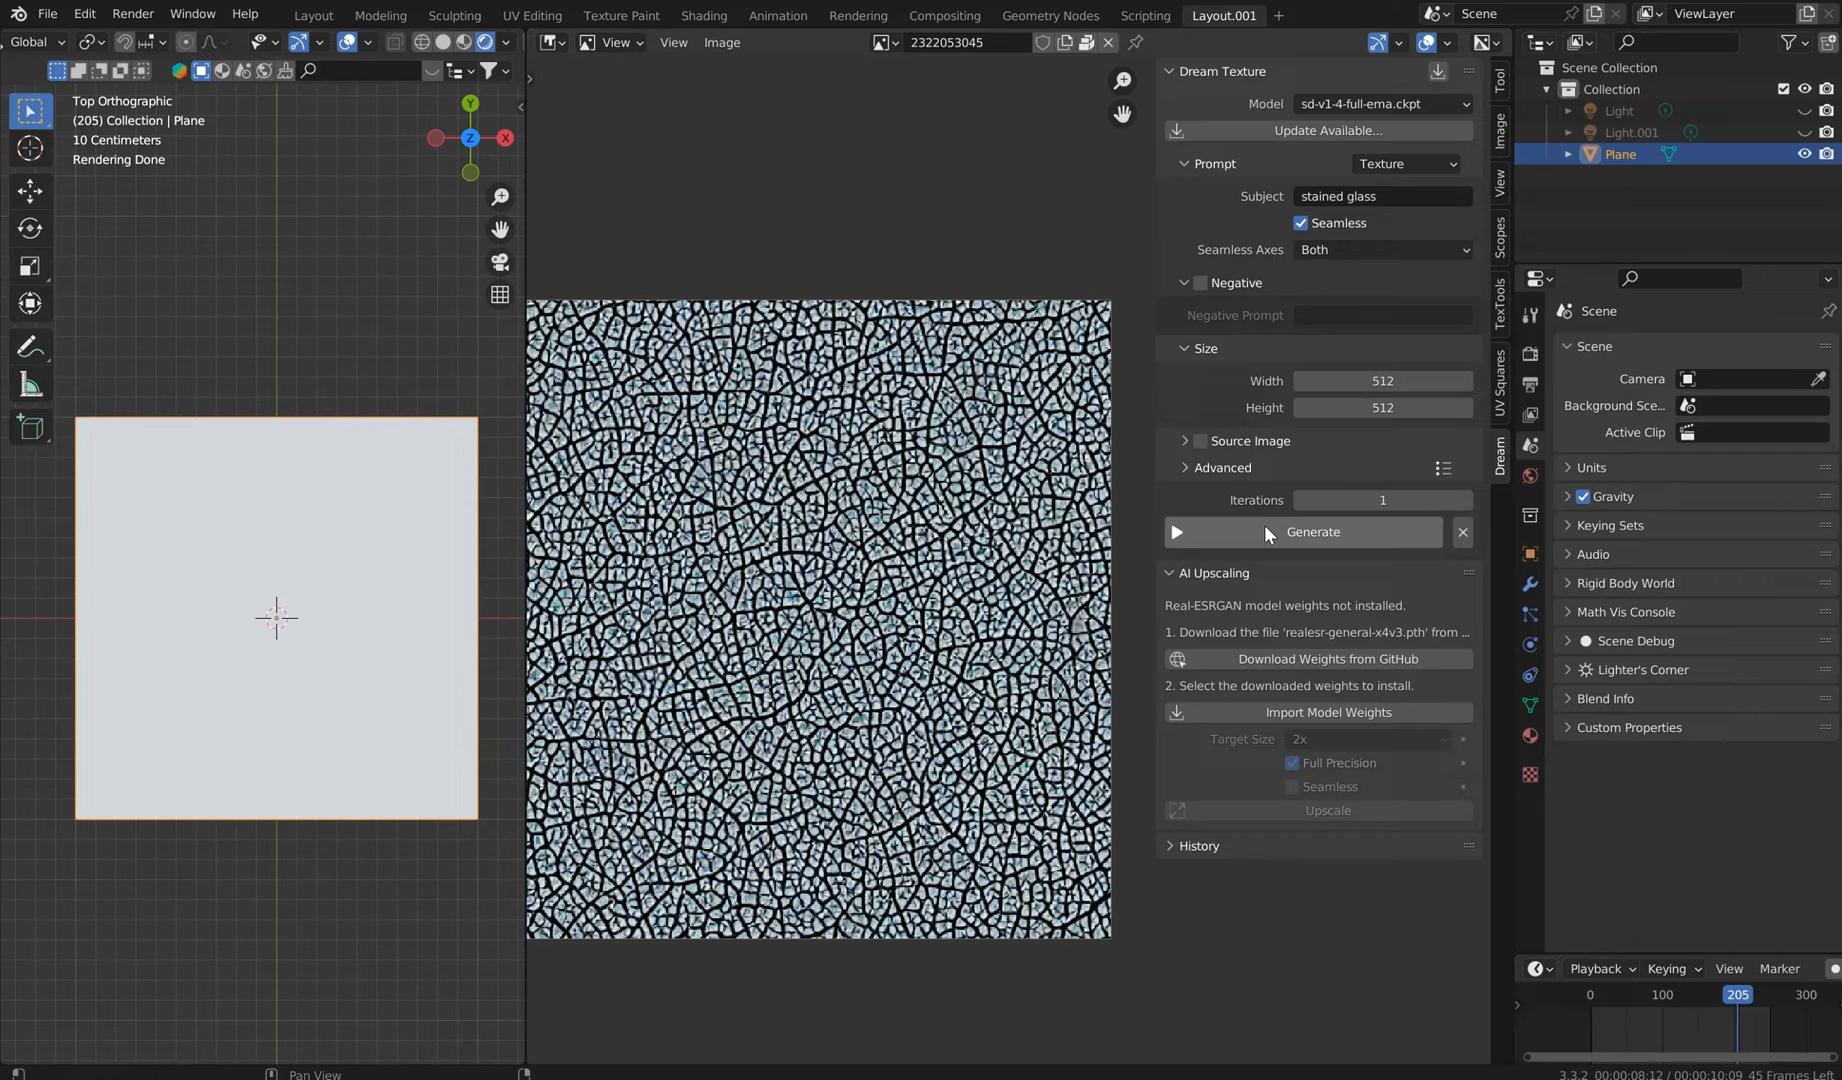 File Edit Render Window Help Layout Modeling Sculpting UV Editing Texture Paint Shading Animation Rendering Compositing Geometry Nodes Scripting Layout.001 + Scene ViewLayer
Global View View Image 2322053045
Top Orthographic
(205) Collection | Plane
10 Centimeters
Rendering Done
Y
Z
X
Dream Texture
Model sd-v1-4-full-ema.ckpt
Update Available...
Prompt Texture
Subject stained glass
Seamless
Seamless Axes Both
Negative
Negative Prompt
Size
Width 512
Height 512
Source Image
Advanced
Iterations 1
Generate
AI Upscaling
Real-ESRGAN model weights not installed.
1. Download the file 'realesr-general-x4v3.pth' from ...
Download Weights from GitHub
2. Select the downloaded weights to install.
Import Model Weights
Target Size 2x
Full Precision
Seamless
Upscale
History
Tool
Image
View
Scopes
TexTools
UV Squares
Dream
Scene Collection
Collection
Light
Light.001
Plane
Scene
Scene
Camera
Background Sce...
Active Clip
Units
Gravity
Keying Sets
Audio
Rigid Body World
Math Vis Console
Scene Debug
Lighter's Corner
Blend Info
Custom Properties
Playback Keying View Marker
0 100 205 300
Pan View
3.3.2 00:00:08:12 / 00:00:10:09 45 Frames Left